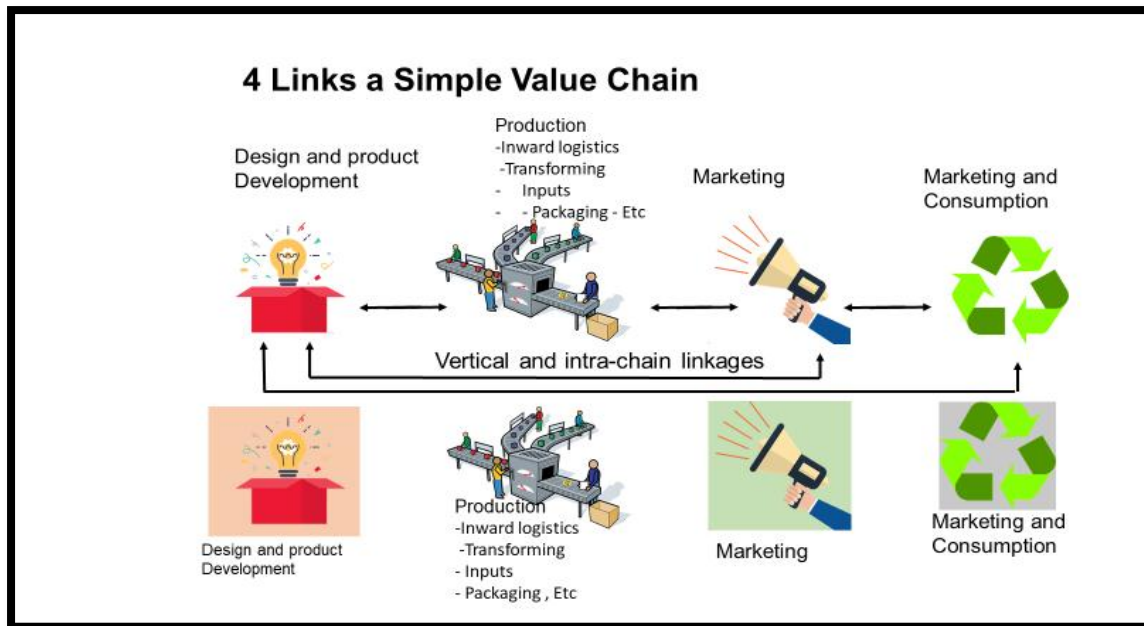 4 Links a Simple Value Chain
Design and product
Development
Production
-Inward logistics
-Transforming
- Inputs
- - Packaging - Etc
Marketing
Marketing and
Consumption
Vertical and intra-chain linkages
Design and product
Development
Production
-Inward logistics
-Transforming
- Inputs
- Packaging , Etc
Marketing
Marketing and
Consumption